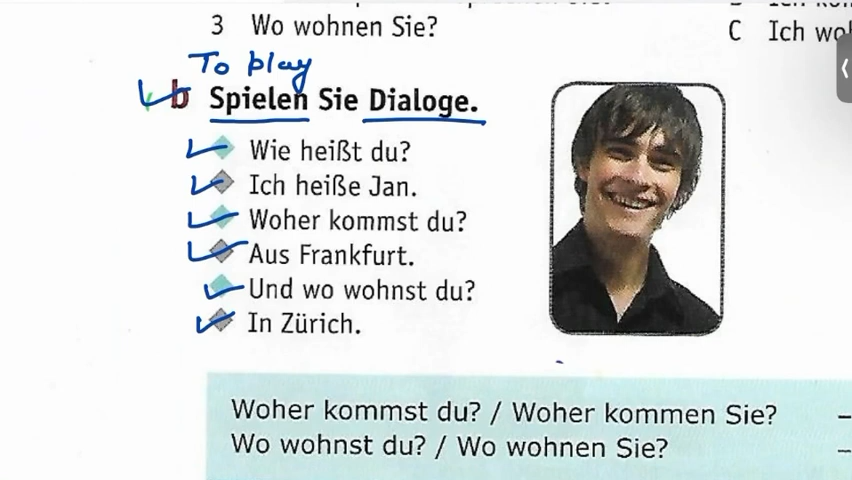 3 Wo wohnen Sie?
C Ich wo
To play
b Spielen Sie Dialoge.
Wie heißt du?
Ich heiße Jan.
Woher kommst du?
Aus Frankfurt.
Und wo wohnst du?
In Zürich.
Woher kommst du? / Woher kommen Sie? –
Wo wohnst du? / Wo wohnen Sie? –